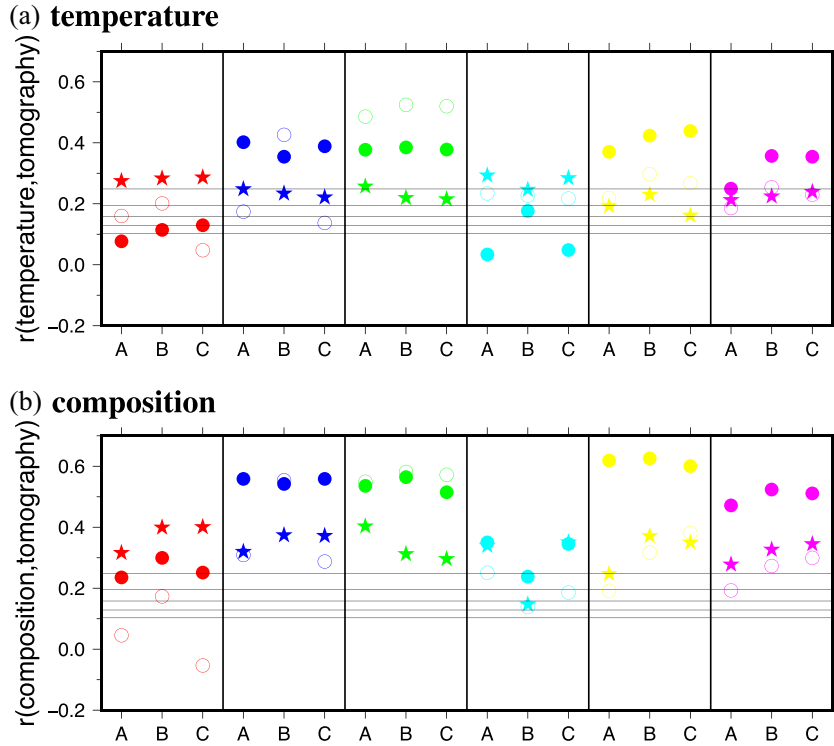 (a) temperature
r(temperature,tomography)
0.6
0.4
0.2
0.0
−0.2
A B C A B C A B C A B C A B C A B C
(b) composition
r(composition,tomography)
0.6
0.4
0.2
0.0
−0.2
A B C A B C A B C A B C A B C A B C